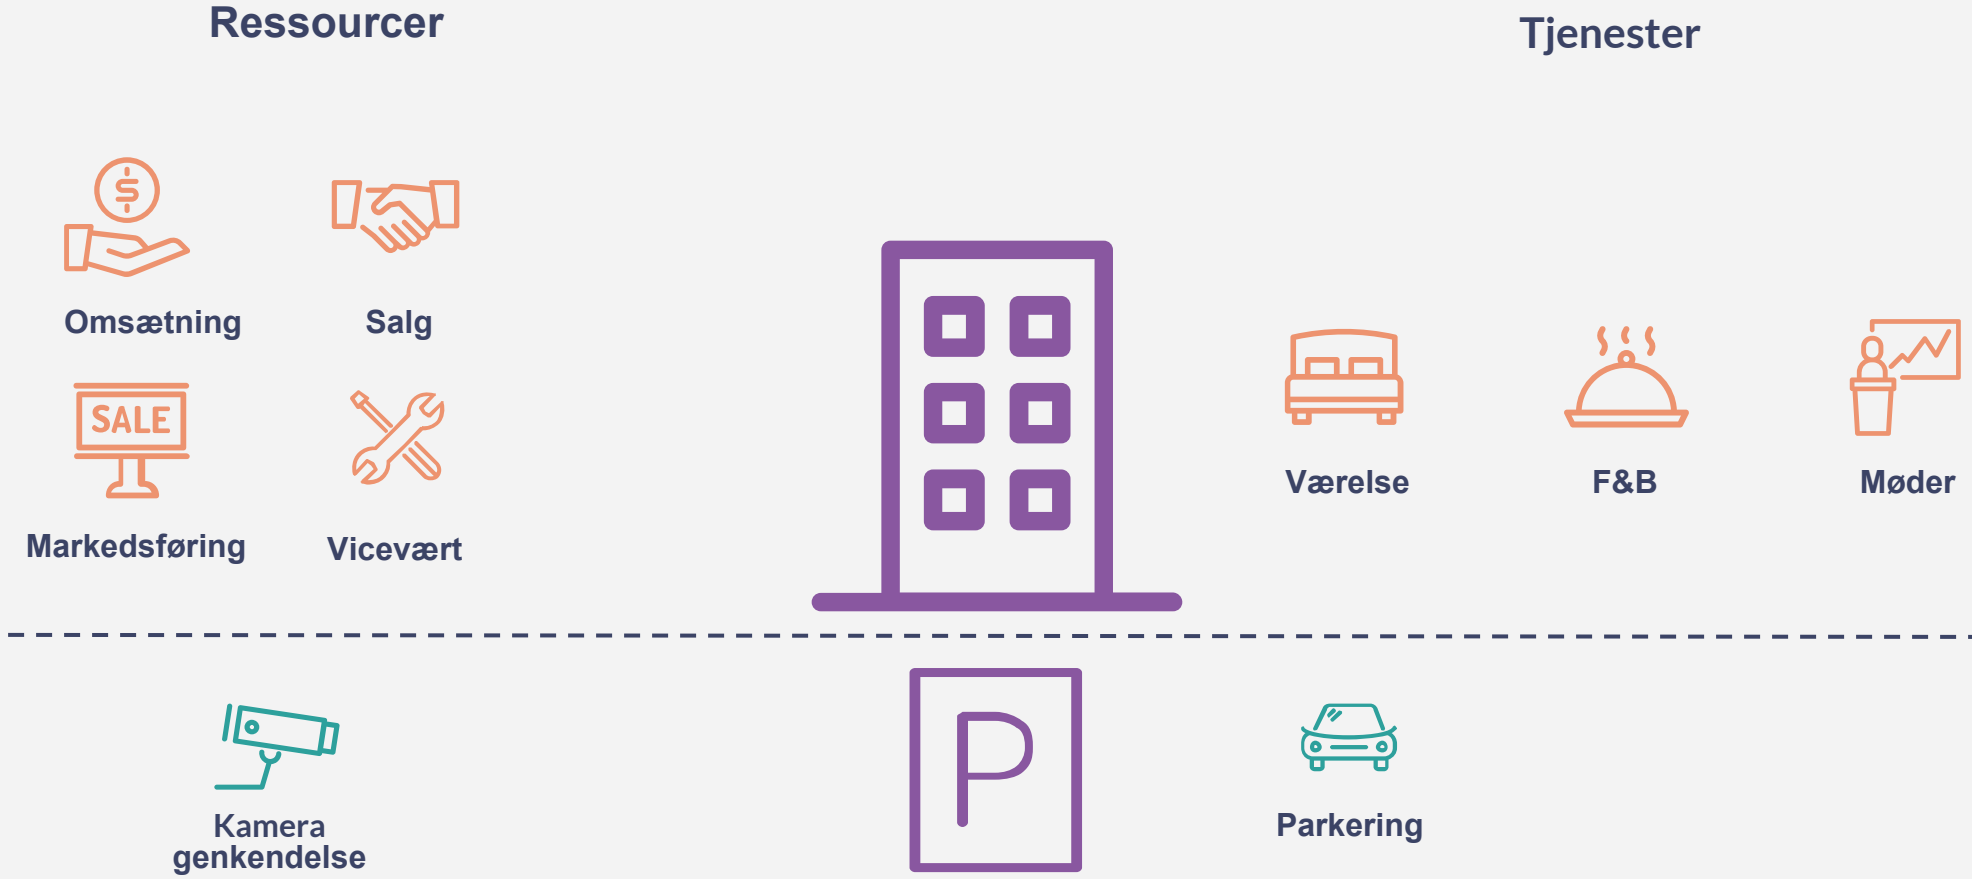 Ressourcer
Tjenester
$
Omsætning
Salg
SALE
Markedsføring
Vicevært
Værelse
F&B
Møder
P
Kamera
genkendelse
Parkering